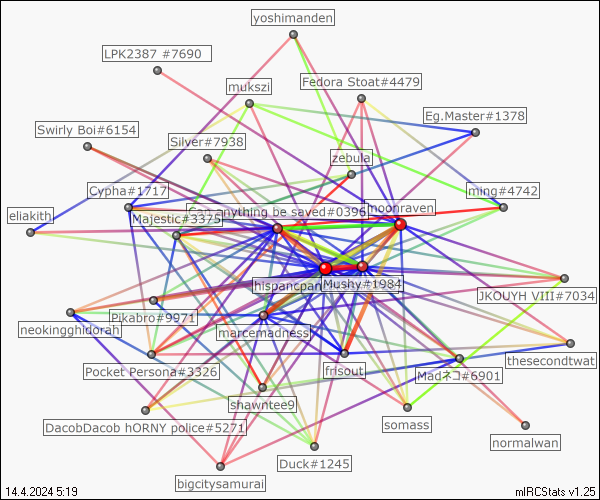 yoshimanden
LPK2387 #7690
mukszi
Fedora Stoat#4479
Eg.Master#1378
Swirly Boi#6154
Silver#7938
zebula
Cypha#1717
ming#4742
eliakith
Majestic#3375
anything be saved#0396
moonraven
hispancpan
Mushy#1984
JKOUYH VIII#7034
Pikabro#9971
neokingghidorah
marcemadness
thesecondtwat
Pocket Persona#3326
frisout
Madネコ#6901
shawntee9
somass
DacobDacob hORNY police#5271
normalwan
Duck#1245
bigcitysamurai
14.4.2024 5:19
mIRCStats v1.25